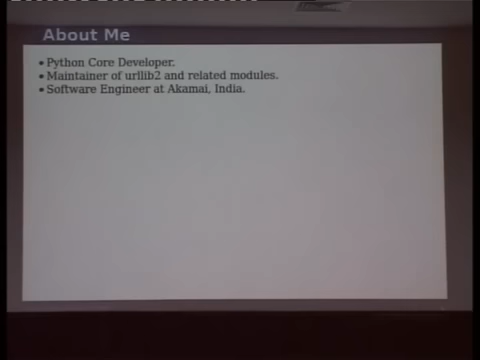 About Me
• Python Core Developer.
• Maintainer of urllib2 and related modules.
• Software Engineer at Akamai, India.